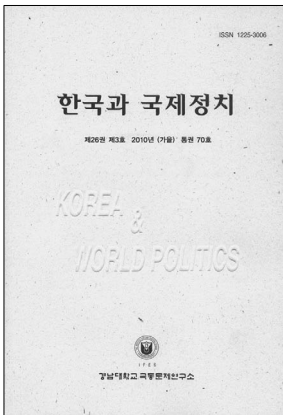 ISSN 1225-3006
한국과 국제정치
제26권 제3호 2010년 (가을) 통권 70호
KOREA
&
WORLD POLITICS
IFES
경남대학교극동문제연구소